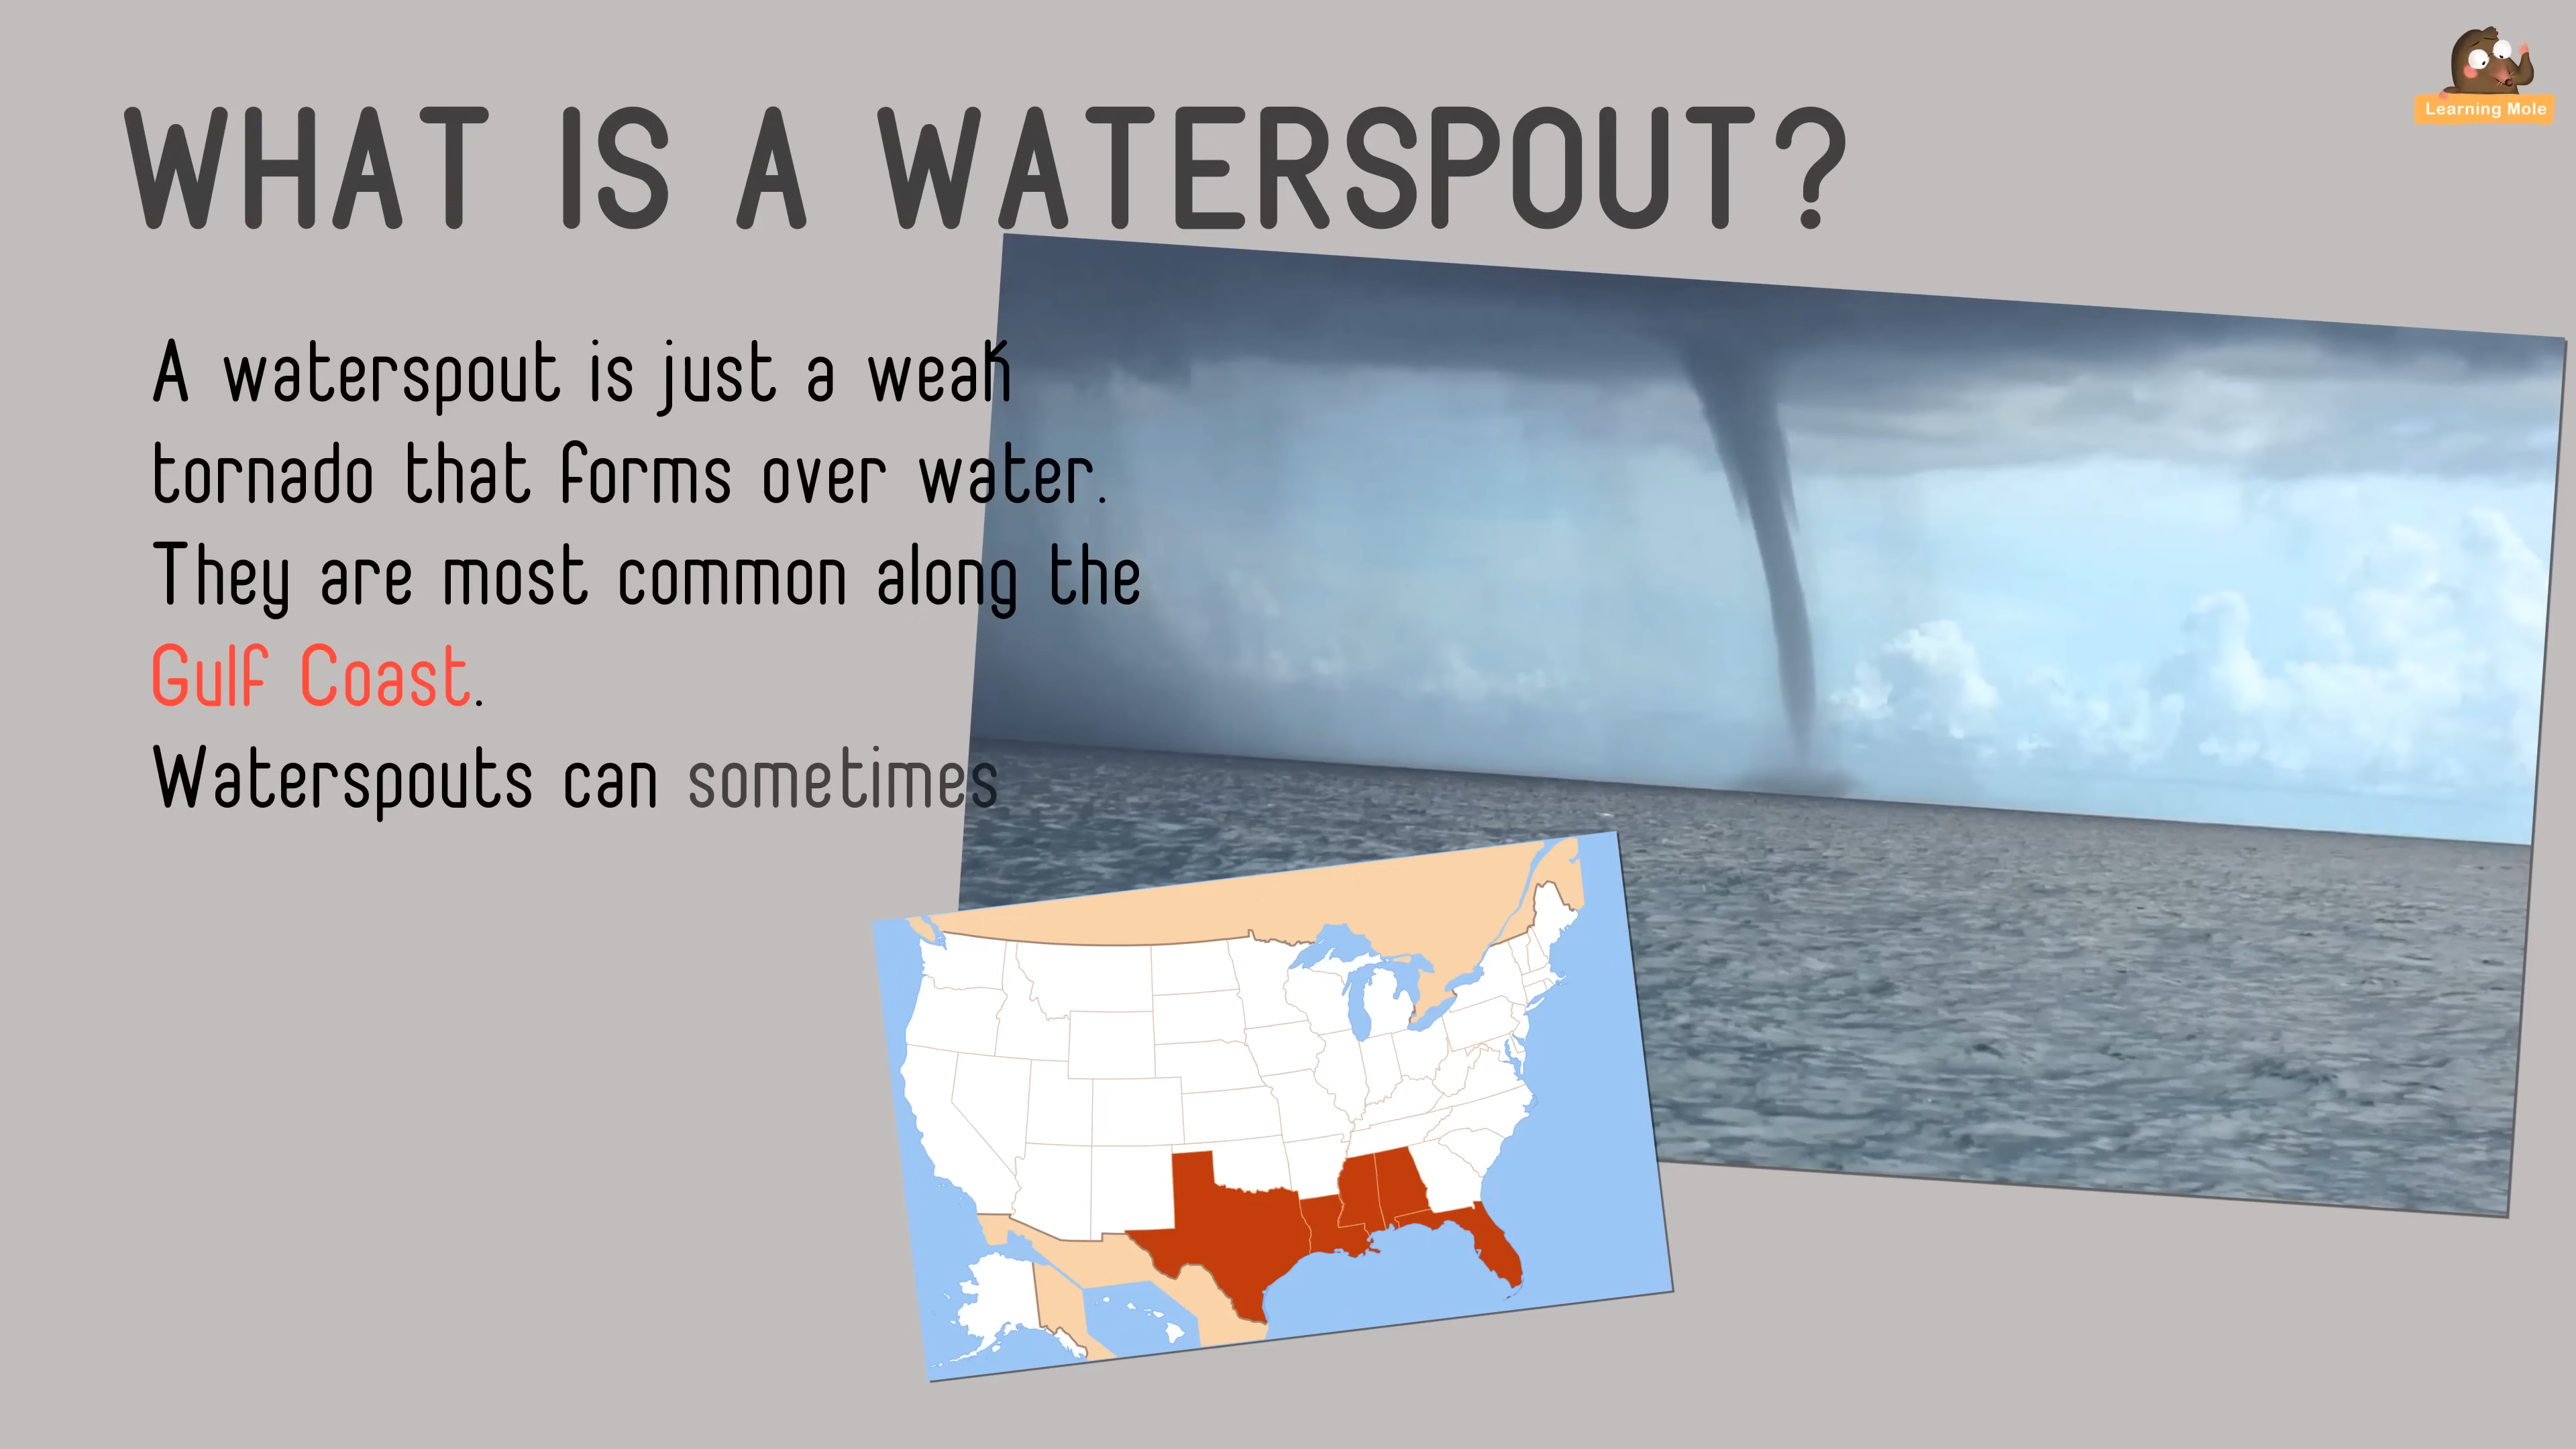 WHAT IS A WATERSPOUT?
A waterspout is just a weak
tornado that forms over water.
They are most common along the
Gulf Coast.
Waterspouts can sometimes
Learning Mole